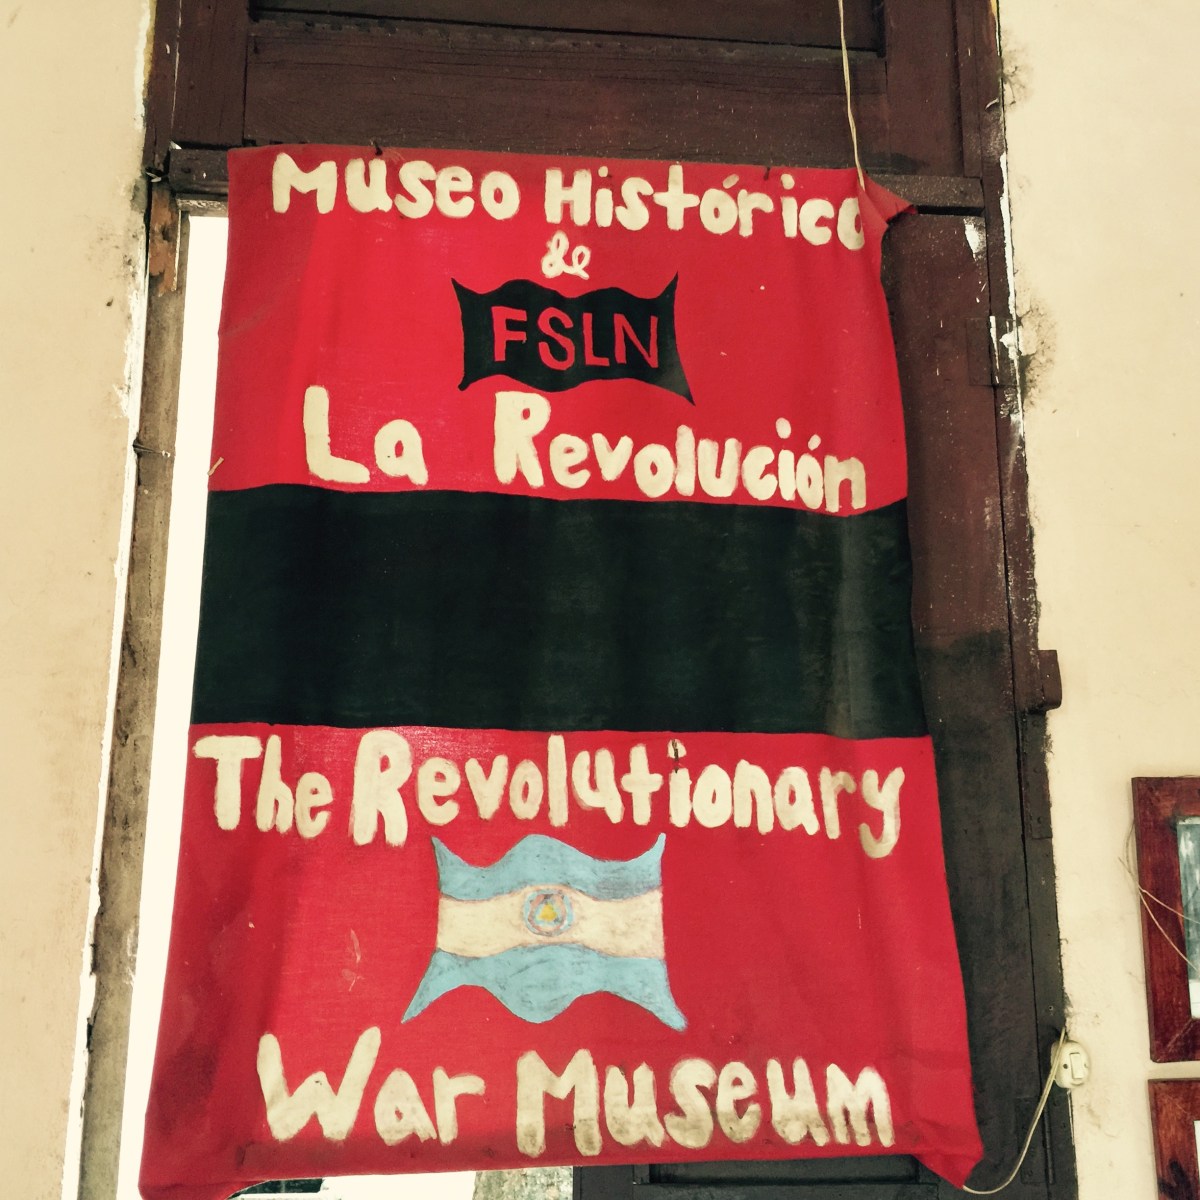 Museo Histórico
de
FSLN
La Revolución
The Revolutionary
War Museum